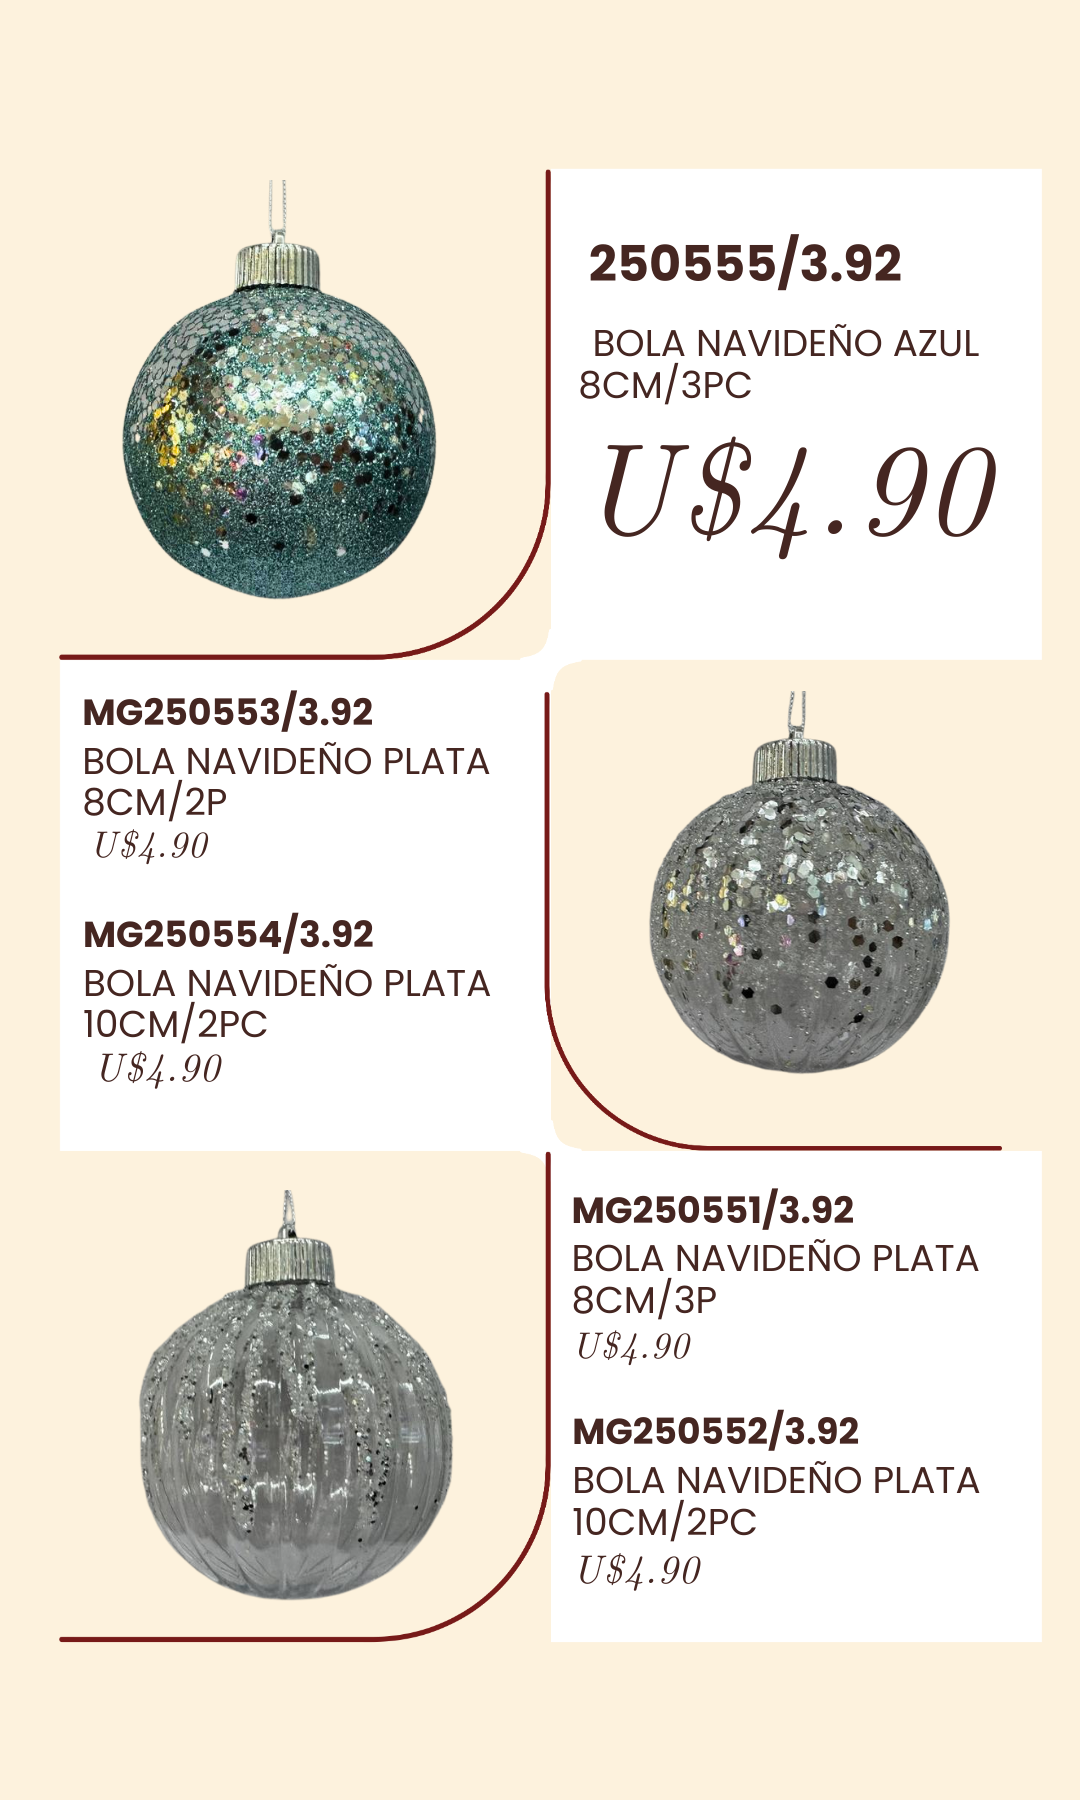 250555/3.92
BOLA NAVIDEÑO AZUL
8CM/3PC
U$4.90
MG250553/3.92
BOLA NAVIDEÑO PLATA
8CM/2P
U$4.90
MG250554/3.92
BOLA NAVIDEÑO PLATA
10CM/2PC
U$4.90
MG250551/3.92
BOLA NAVIDEÑO PLATA
8CM/3P
U$4.90
MG250552/3.92
BOLA NAVIDEÑO PLATA
10CM/2PC
U$4.90